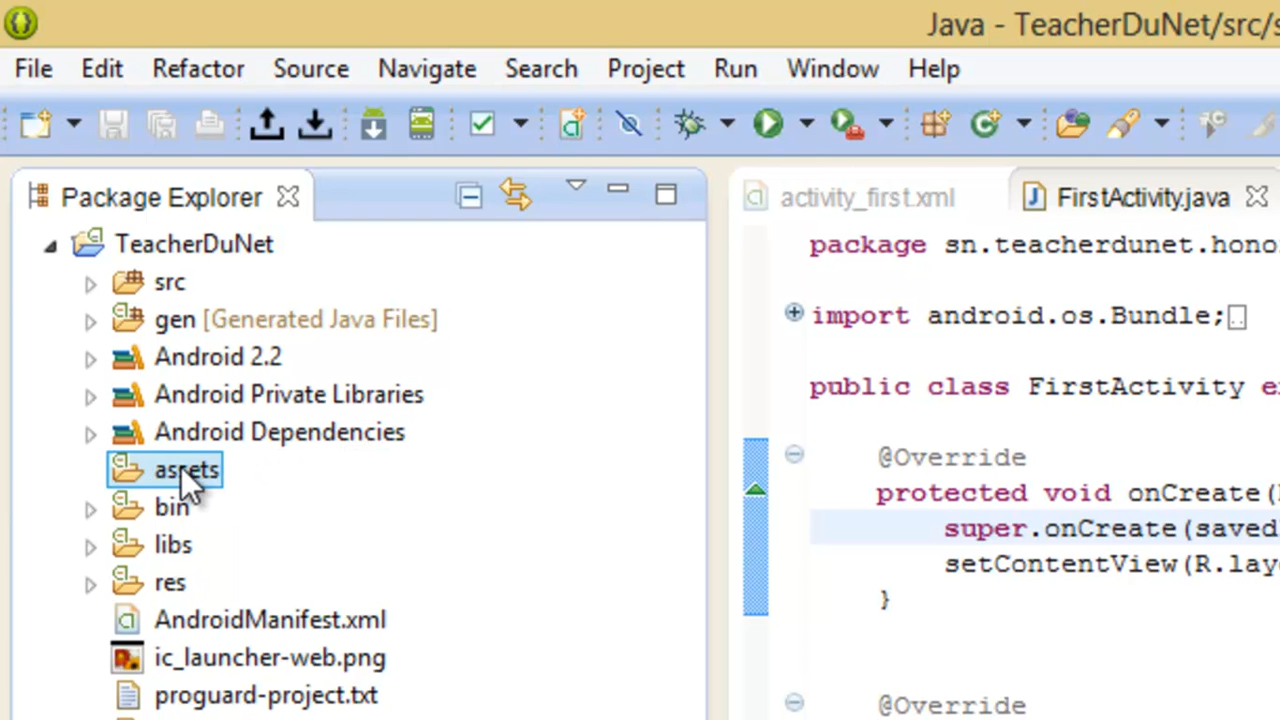 Java - TeacherDuNet/src/s
File Edit Refactor Source Navigate Search Project Run Window Help
Package Explorer
TeacherDuNet
src
gen [Generated Java Files]
Android 2.2
Android Private Libraries
Android Dependencies
assets
bin
libs
res
AndroidManifest.xml
ic_launcher-web.png
proguard-project.txt
activity_first.xml FirstActivity.java
package sn.teacherdunet.hono
import android.os.Bundle;
public class FirstActivity e
@Override
protected void onCreate(
super.onCreate(saved
setContentView(R.lay
}
@Override